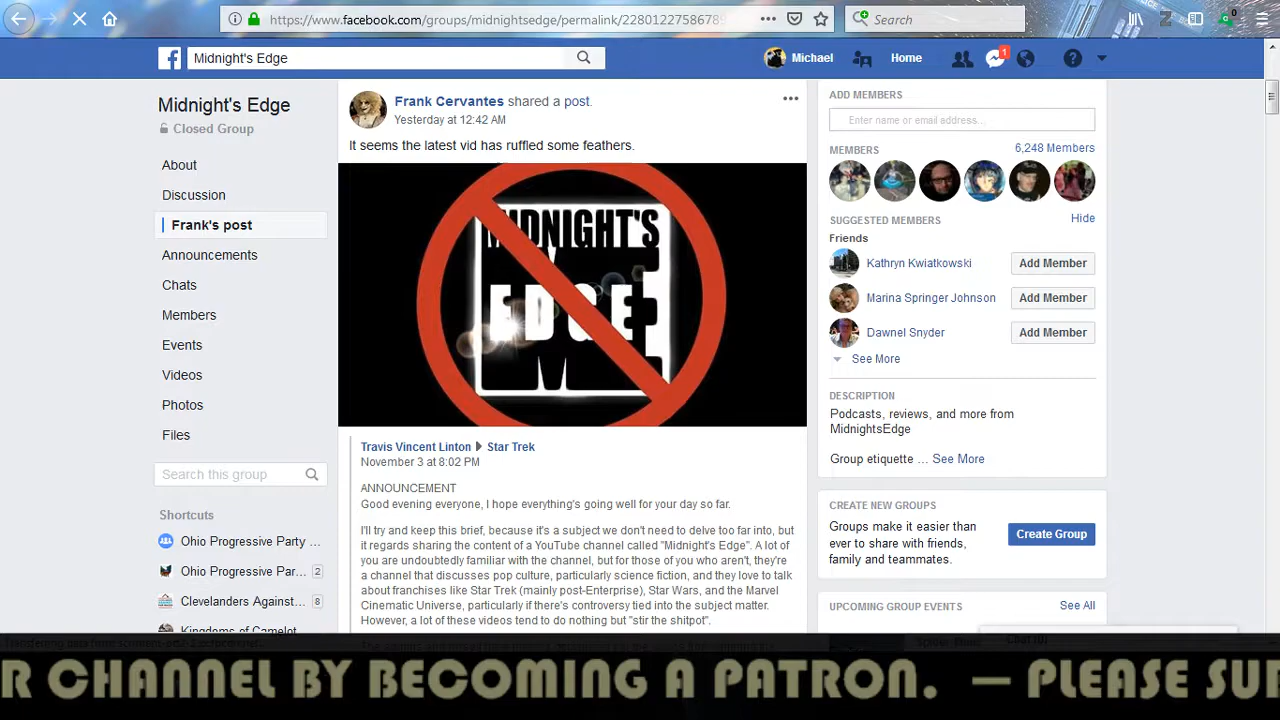 https://www.facebook.com/groups/midnightsedge/permalink/2280122758678
Search
0
Midnight's Edge
Michael
Home
1
Midnight's Edge
Closed Group
About
Discussion
Frank's post
Announcements
Chats
Members
Events
Videos
Photos
Files
Search this group
Shortcuts
Ohio Progressive Party ...
Ohio Progressive Par... 2
Clevelanders Against... 8
Kingdoms of Camelot
Frank Cervantes shared a post.
Yesterday at 12:42 AM
It seems the latest vid has ruffled some feathers.
MIDNIGHT'S
EDGE
Travis Vincent Linton Star Trek
November 3 at 8:02 PM
ANNOUNCEMENT
Good evening everyone, I hope everything's going well for your day so far.
I'll try and keep this brief, because it's a subject we don't need to delve too far into, but
it regards sharing the content of a YouTube channel called "Midnight's Edge". A lot of
you are undoubtedly familiar with the channel, but for those of you who aren't, they're
a channel that discusses pop culture, particularly science fiction, and they love to talk
about franchises like Star Trek (mainly post-Enterprise), Star Wars, and the Marvel
Cinematic Universe, particularly if there's controversy tied into the subject matter.
However, a lot of these videos tend to do nothing but "stir the shitpot".
ADD MEMBERS
Enter name or email address...
MEMBERS
6,248 Members
SUGGESTED MEMBERS
Hide
Friends
Kathryn Kwiatkowski Add Member
Marina Springer Johnson Add Member
Dawnel Snyder Add Member
See More
DESCRIPTION
Podcasts, reviews, and more from
MidnightsEdge
Group etiquette ... See More
CREATE NEW GROUPS
Groups make it easier than
ever to share with friends,
family and teammates.
Create Group
UPCOMING GROUP EVENTS
See All
R CHANNEL BY BECOMING A PATRON. — PLEASE SUP